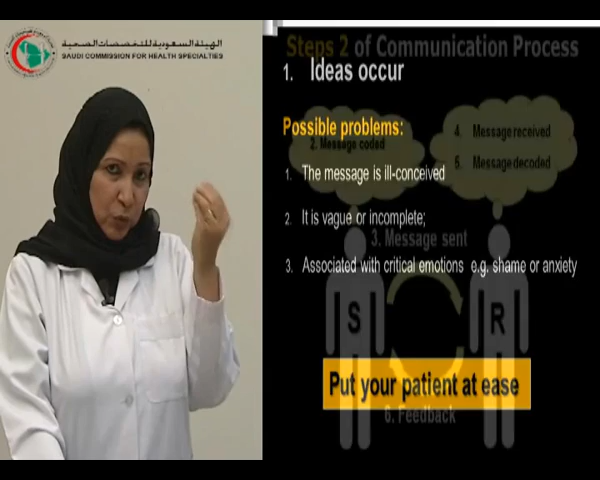 الهيئة السعودية للتخصصات الصحية
SAUDI COMMISSION FOR HEALTH SPECIALTIES
Steps 2 of Communication Process
1. Ideas occur
Possible problems:
2. Message coded
4. Message received
5. Message decoded
1. The message is ill-conceived
2. It is vague or incomplete;
3. Message sent
3. Associated with critical emotions e.g. shame or anxiety
S
R
Put your patient at ease
6. Feedback